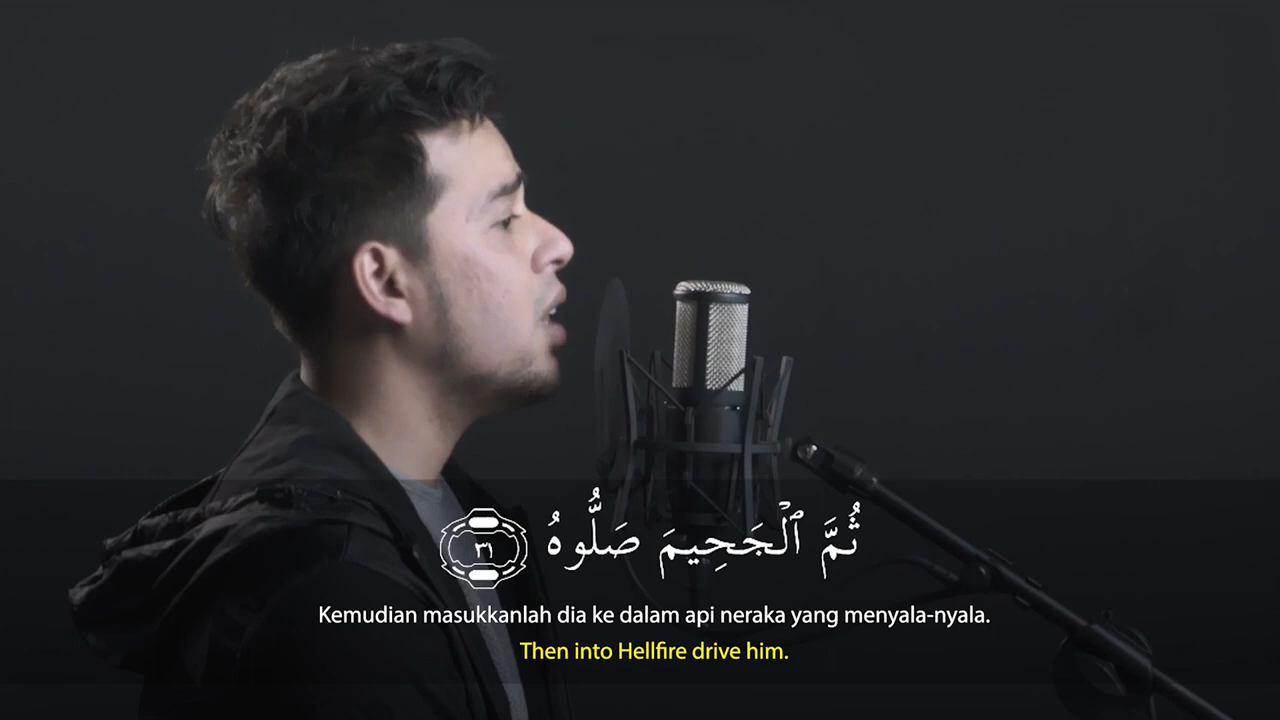 ثُمَّ ٱلْجَحِيمَ صَلُّوهُ ٣١
Kemudian masukkanlah dia ke dalam api neraka yang menyala-nyala.
Then into Hellfire drive him.